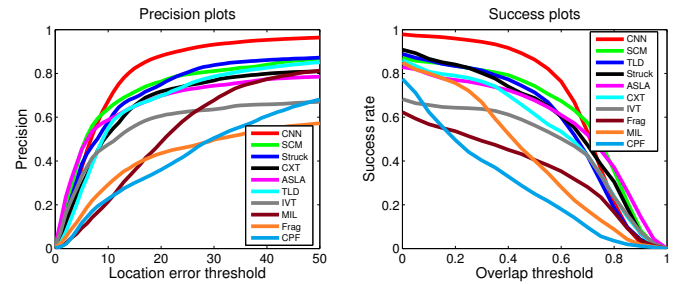 Precision plots
1
0.8
0.6
0.4
0.2
0
Precision
0 10 20 30 40 50
Location error threshold
CNN
SCM
Struck
CXT
ASLA
TLD
IVT
MIL
Frag
CPF
Success plots
1
0.8
0.6
0.4
0.2
0
Success rate
0 0.2 0.4 0.6 0.8 1
Overlap threshold
CNN
SCM
TLD
Struck
ASLA
CXT
IVT
Frag
MIL
CPF